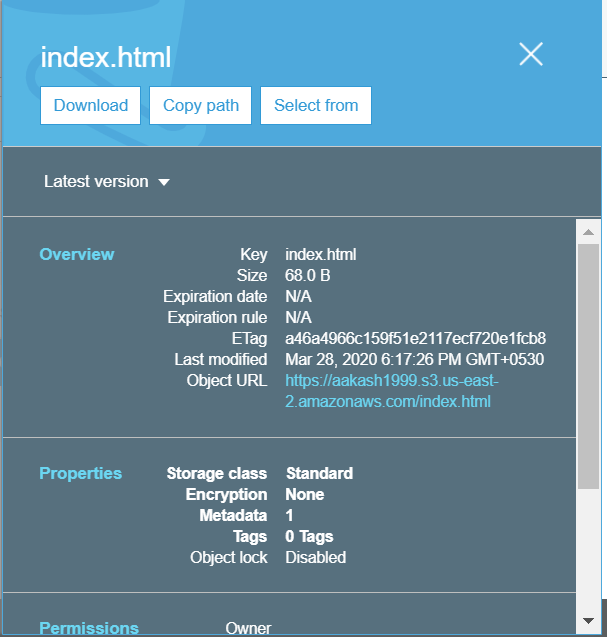 index.html
Download Copy path Select from
Latest version
Overview Key index.html
Size 68.0 B
Expiration date N/A
Expiration rule N/A
ETag a46a4966c159f51e2117ecf720e1fcb8
Last modified Mar 28, 2020 6:17:26 PM GMT+0530
Object URL https://aakash1999.s3.us-east-
2.amazonaws.com/index.html
Properties Storage class Standard
Encryption None
Metadata 1
Tags 0 Tags
Object lock Disabled
Permissions Owner